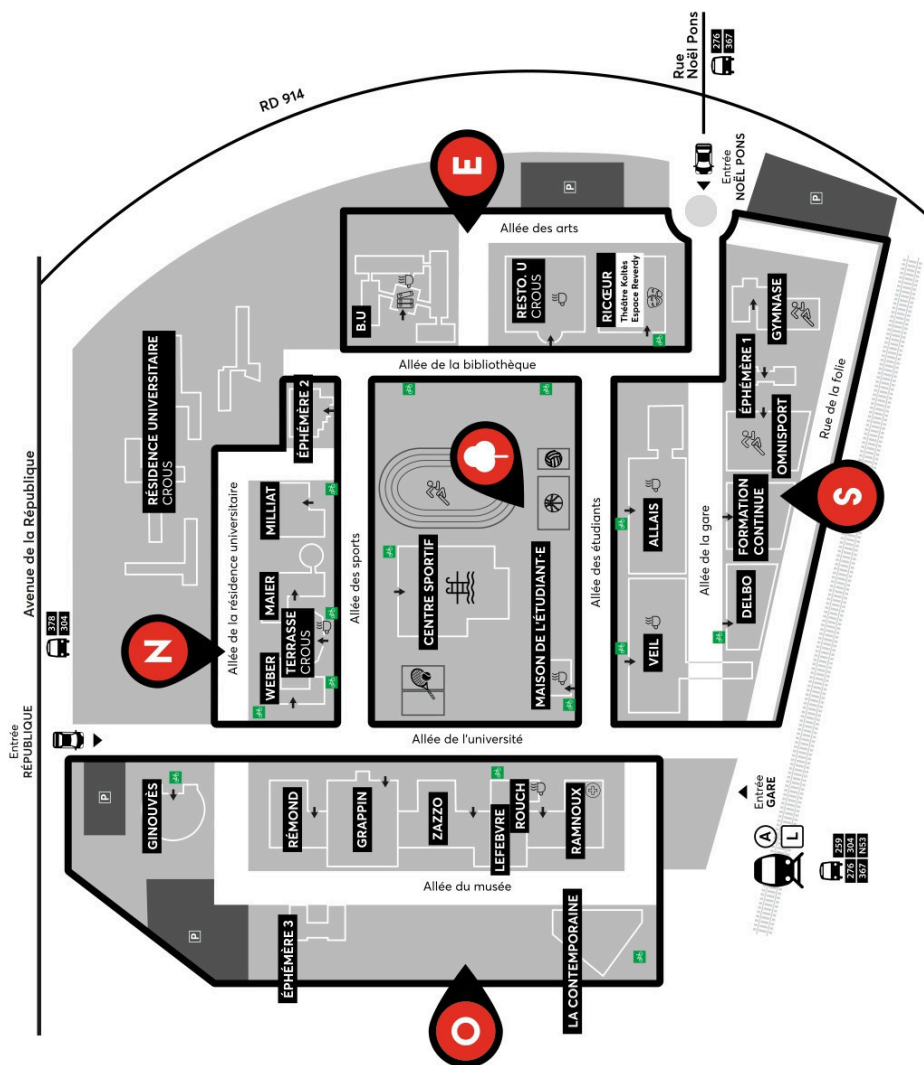 RD 914
Rue
Noël Pons
276
367
Entrée
NOËL PONS
P
P
E
Allée des arts
B.U
RESTO. U
CROUS
RICŒUR
Théâtre Koltès
Espace Reverdy
GYMNASE
ÉPHÉMÈRE 1
OMNISPORT
Rue de la folie
Allée de la bibliothèque
RÉSIDENCE UNIVERSITAIRE
CROUS
Avenue de la République
378
304
ÉPHÉMÈRE 2
MILLIAT
MAIER
TERRASSE
CROUS
WEBER
Allée de la résidence universitaire
N
Allée des sports
CENTRE SPORTIF
MAISON DE L'ÉTUDIANT·E
Allée des étudiants
ALLAIS
VEIL
Allée de la gare
FORMATION
CONTINUE
DELBO
S
Entrée
RÉPUBLIQUE
Allée de l'université
P
GINOUVÈS
RÉMOND
GRAPPIN
ZAZZO
LEFEBVRE
ROUCH
RAMNOUX
Entrée
GARE
A
L
259
304
276
367
N53
Allée du musée
P
ÉPHÉMÈRE 3
LA CONTEMPORAINE
O